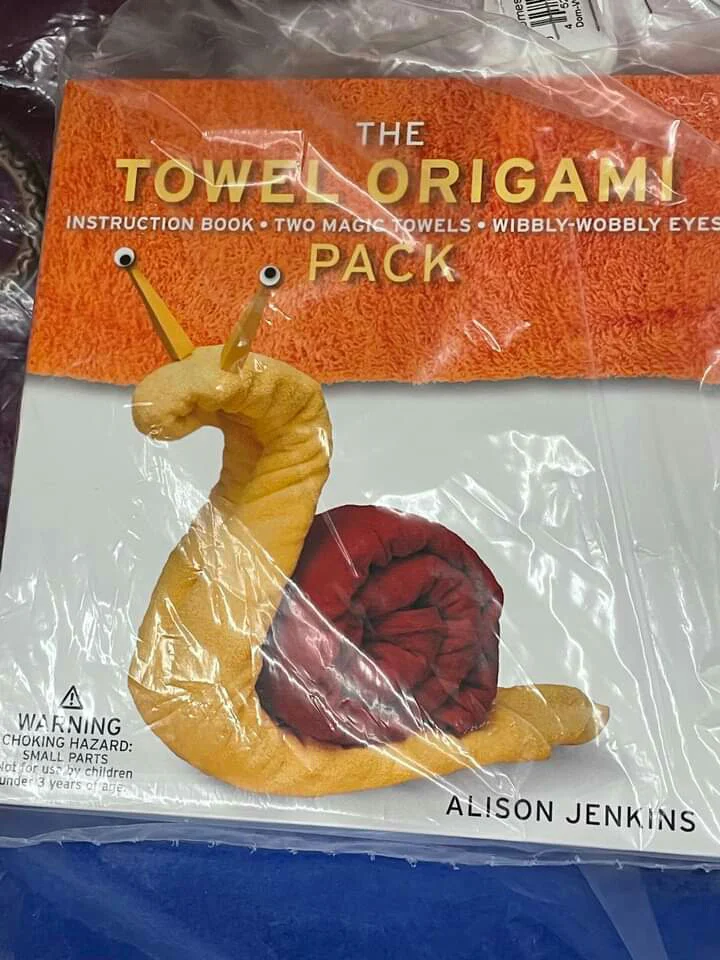 THE
TOWEL ORIGAMI
INSTRUCTION BOOK • TWO MAGIC TOWELS • WIBBLY-WOBBLY EYES
PACK
WARNING
CHOKING HAZARD:
SMALL PARTS
Not for use by children
under 3 years of age.
ALISON JENKINS